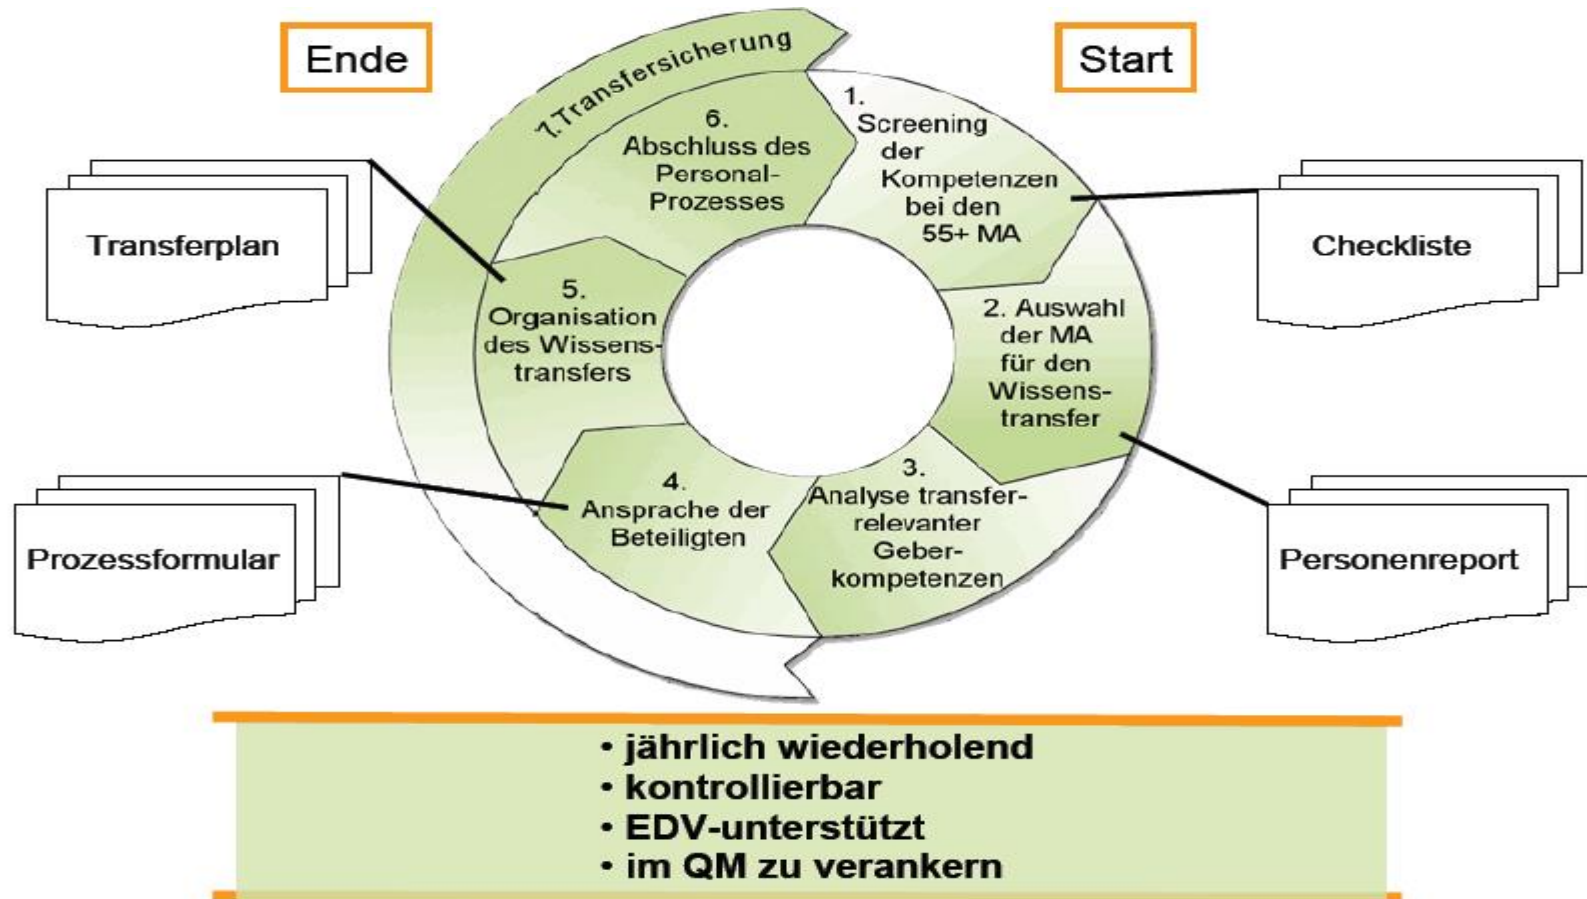 Ende
Start
7.Transfersicherung
1.
Screening
der
Kompetenzen
bei den
55+ MA
2. Auswahl
der MA
für den
Wissens-
transfer
3.
Analyse transfer-
relevanter
Geber-
kompetenzen
4.
Ansprache der
Beteiligten
5.
Organisation
des Wissens-
transfers
6.
Abschluss des
Personal-
Prozesses
Transferplan
Checkliste
Prozessformular
Personenreport
• jährlich wiederholend
• kontrollierbar
• EDV-unterstützt
• im QM zu verankern